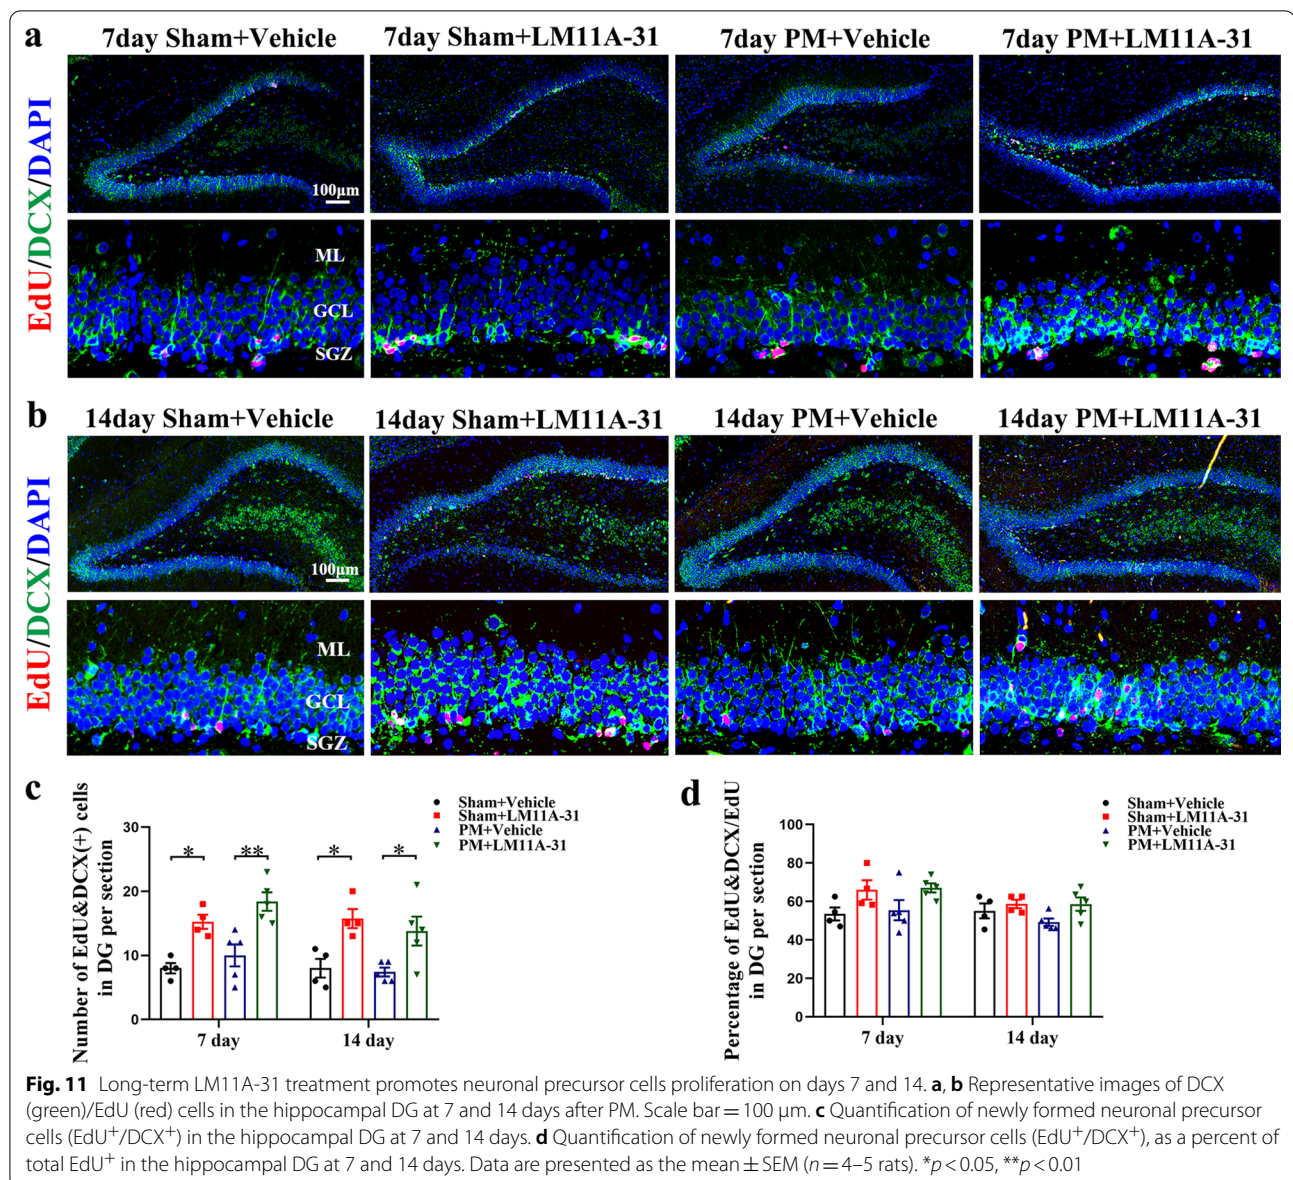 a
7day Sham+Vehicle
7day Sham+LM11A-31
7day PM+Vehicle
7day PM+LM11A-31
EdU/DCX/DAPI
100μm
ML
GCL
SGZ
b
14day Sham+Vehicle
14day Sham+LM11A-31
14day PM+Vehicle
14day PM+LM11A-31
EdU/DCX/DAPI
100μm
ML
GCL
SGZ
c
Number of EdU&DCX(+) cells
in DG per section
30
20
10
0
*
**
*
*
7 day
14 day
Sham+Vehicle
Sham+LM11A-31
PM+Vehicle
PM+LM11A-31
d
Percentage of EdU&DCX/EdU
in DG per section
100
80
60
40
20
0
7 day
14 day
Sham+Vehicle
Sham+LM11A-31
PM+Vehicle
PM+LM11A-31
Fig. 11 Long-term LM11A-31 treatment promotes neuronal precursor cells proliferation on days 7 and 14. a, b Representative images of DCX
(green)/EdU (red) cells in the hippocampal DG at 7 and 14 days after PM. Scale bar = 100 μm. c Quantification of newly formed neuronal precursor
cells (EdU⁺/DCX⁺) in the hippocampal DG at 7 and 14 days. d Quantification of newly formed neuronal precursor cells (EdU⁺/DCX⁺), as a percent of
total EdU⁺ in the hippocampal DG at 7 and 14 days. Data are presented as the mean ± SEM (n = 4–5 rats). *p < 0.05, **p < 0.01